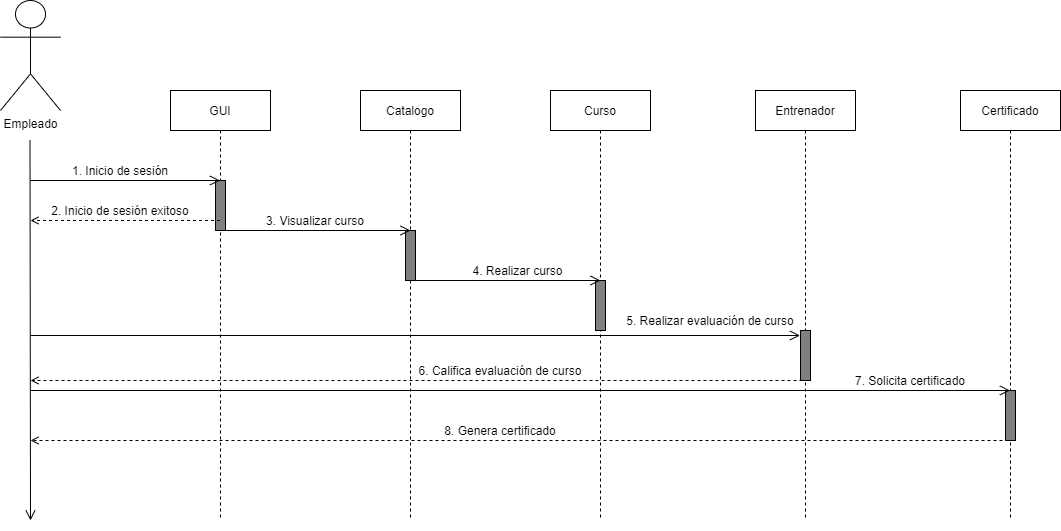 Empleado
GUI
Catalogo
Curso
Entrenador
Certificado
1. Inicio de sesión
2. Inicio de sesión exitoso
3. Visualizar curso
4. Realizar curso
5. Realizar evaluación de curso
6. Califica evaluación de curso
7. Solicita certificado
8. Genera certificado